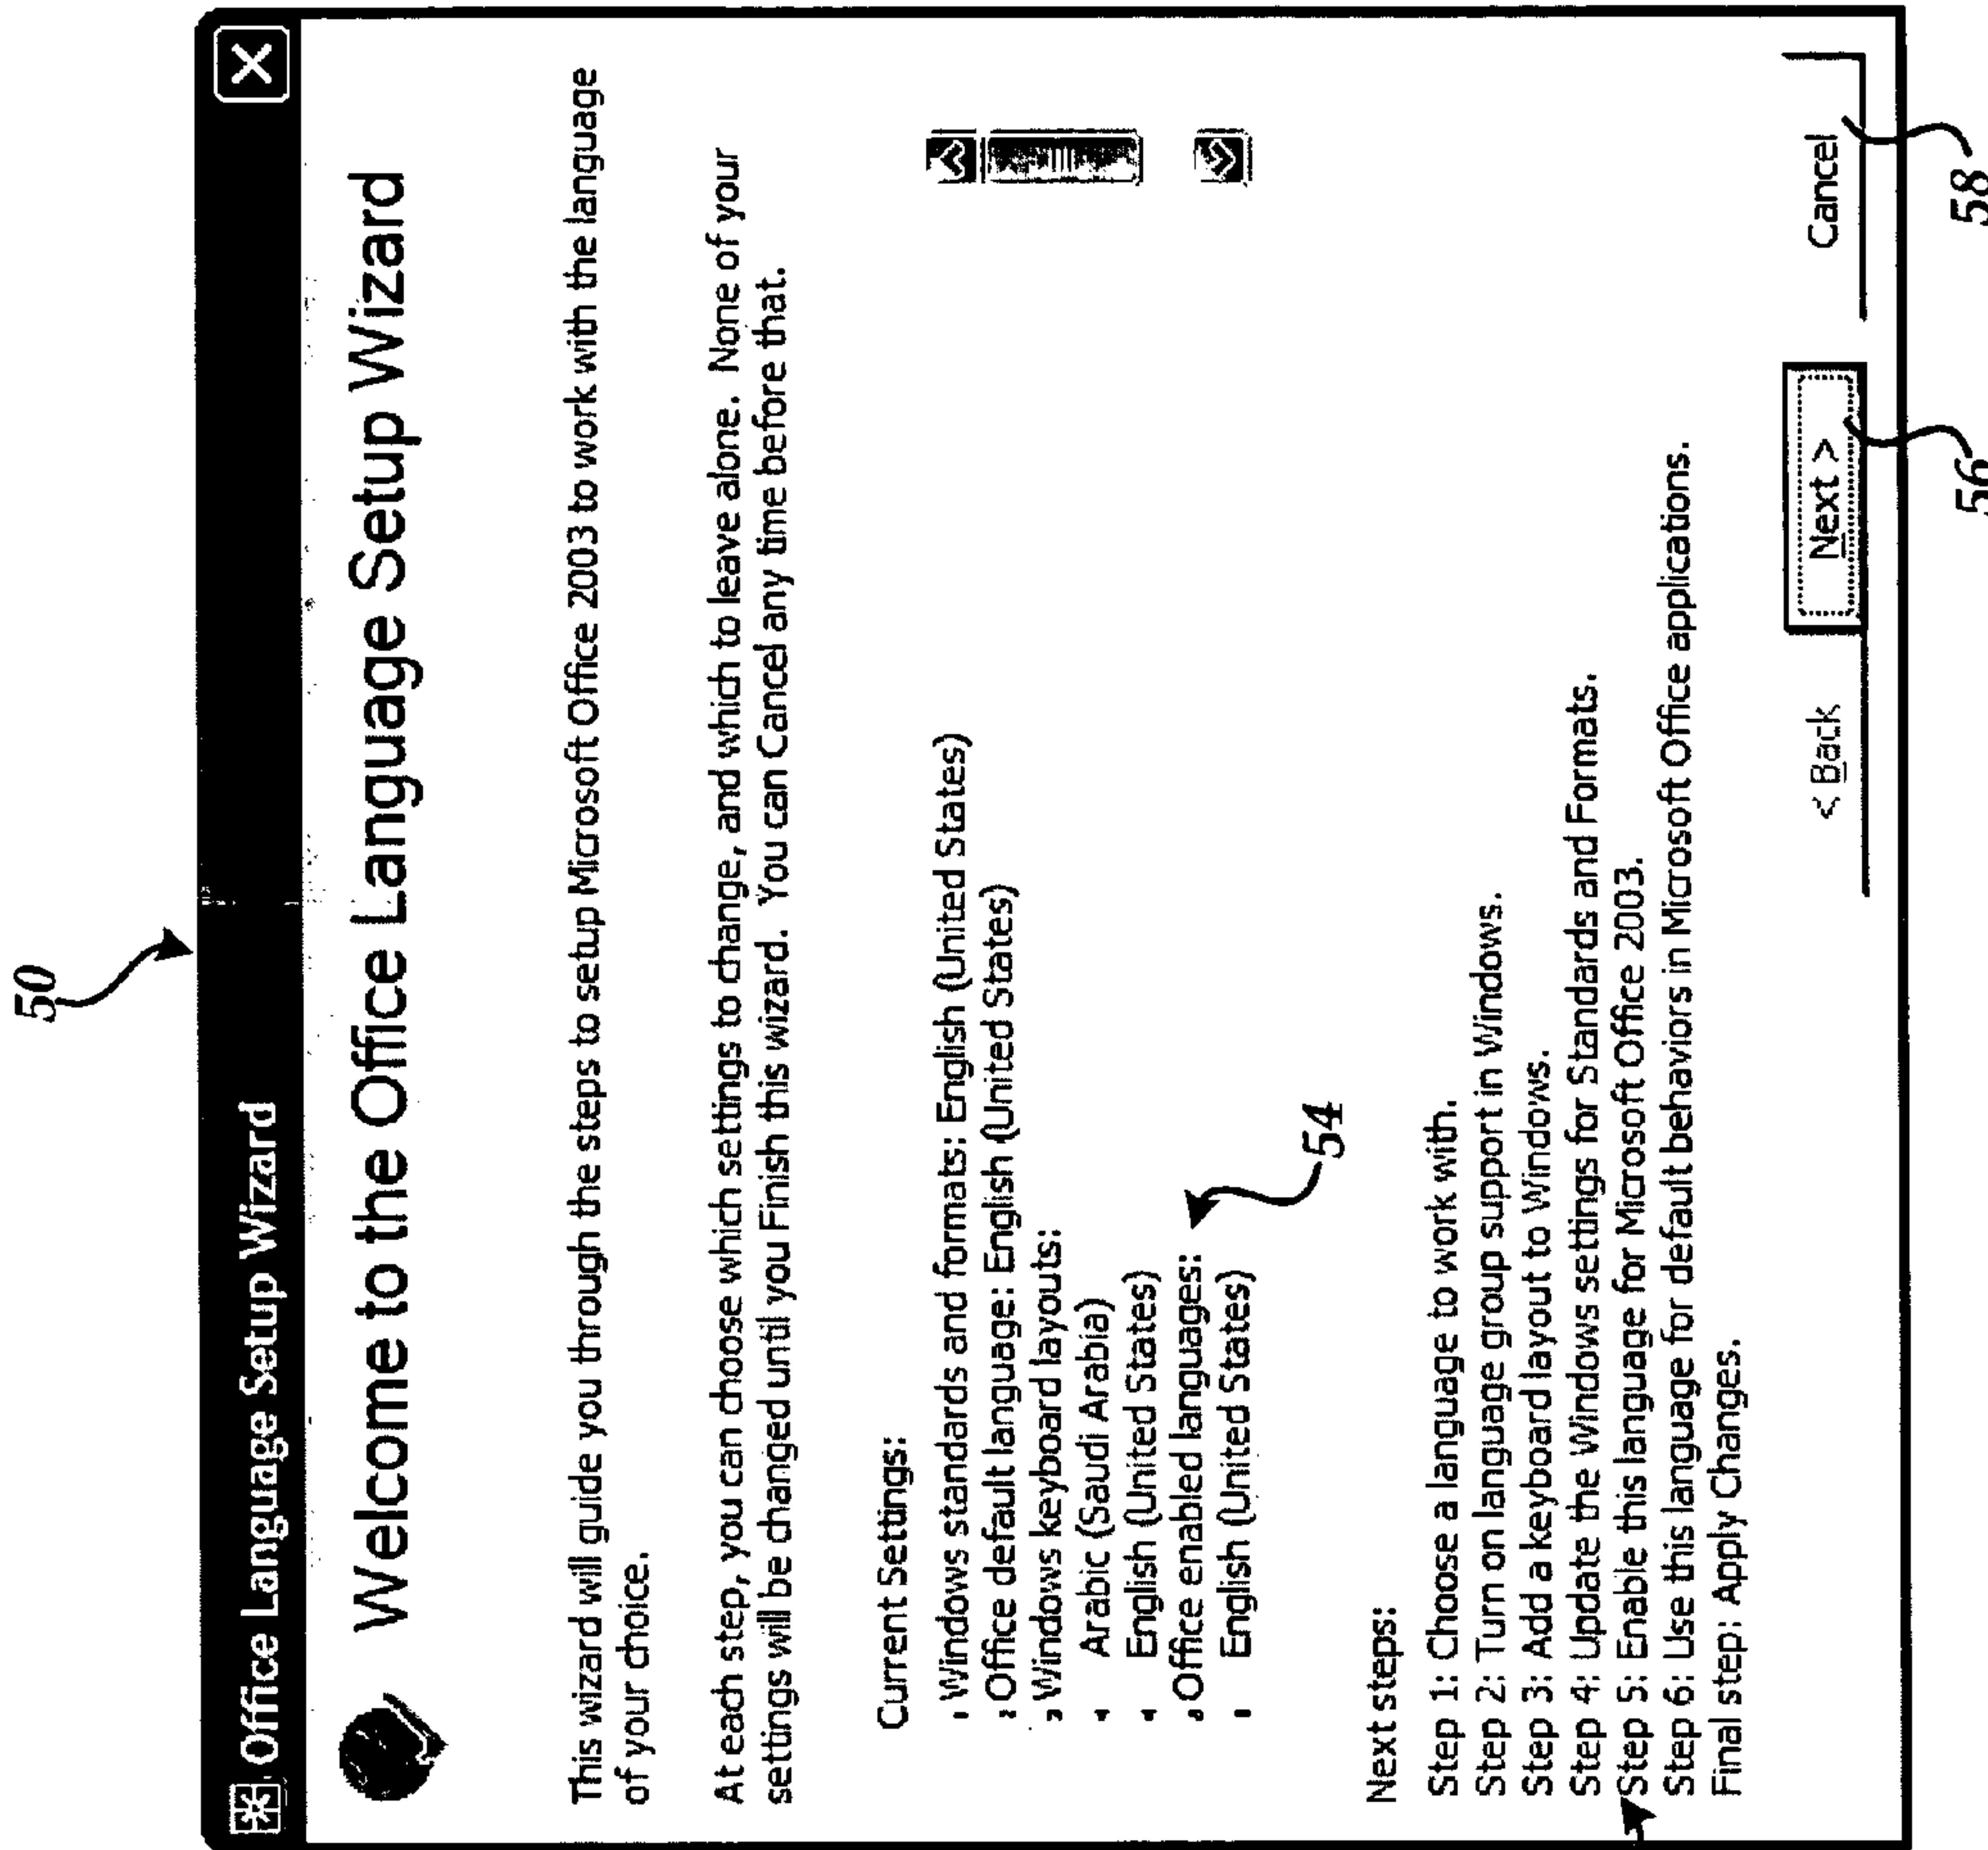 50
Office Language Setup Wizard
Welcome to the Office Language Setup Wizard
This wizard will guide you through the steps to setup Microsoft Office 2003 to work with the language
of your choice.
At each step, you can choose which settings to change, and which to leave alone. None of your
settings will be changed until you Finish this wizard. You can Cancel any time before that.
Current Settings:
Windows standards and formats: English (United States)
Office default language: English (United States)
Windows keyboard layouts:
Arabic (Saudi Arabia)
English (United States)
Office enabled languages:
English (United States)
54
Next steps:
Step 1: Choose a language to work with.
Step 2: Turn on language group support in Windows.
Step 3: Add a keyboard layout to Windows.
Step 4: Update the Windows settings for Standards and Formats.
Step 5: Enable this language for Microsoft Office 2003.
Step 6: Use this language for default behaviors in Microsoft Office applications.
Final step: Apply Changes.
< Back Next > Cancel
56 58